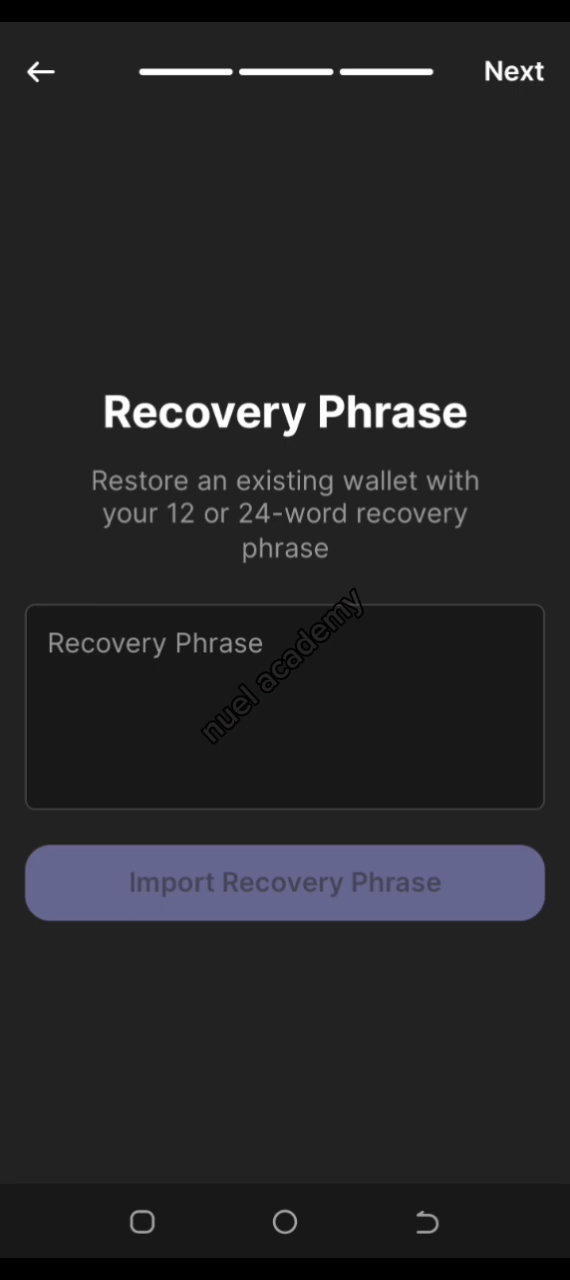 Next
Recovery Phrase
Restore an existing wallet with
your 12 or 24-word recovery
phrase
Recovery Phrase
nuel academy
Import Recovery Phrase